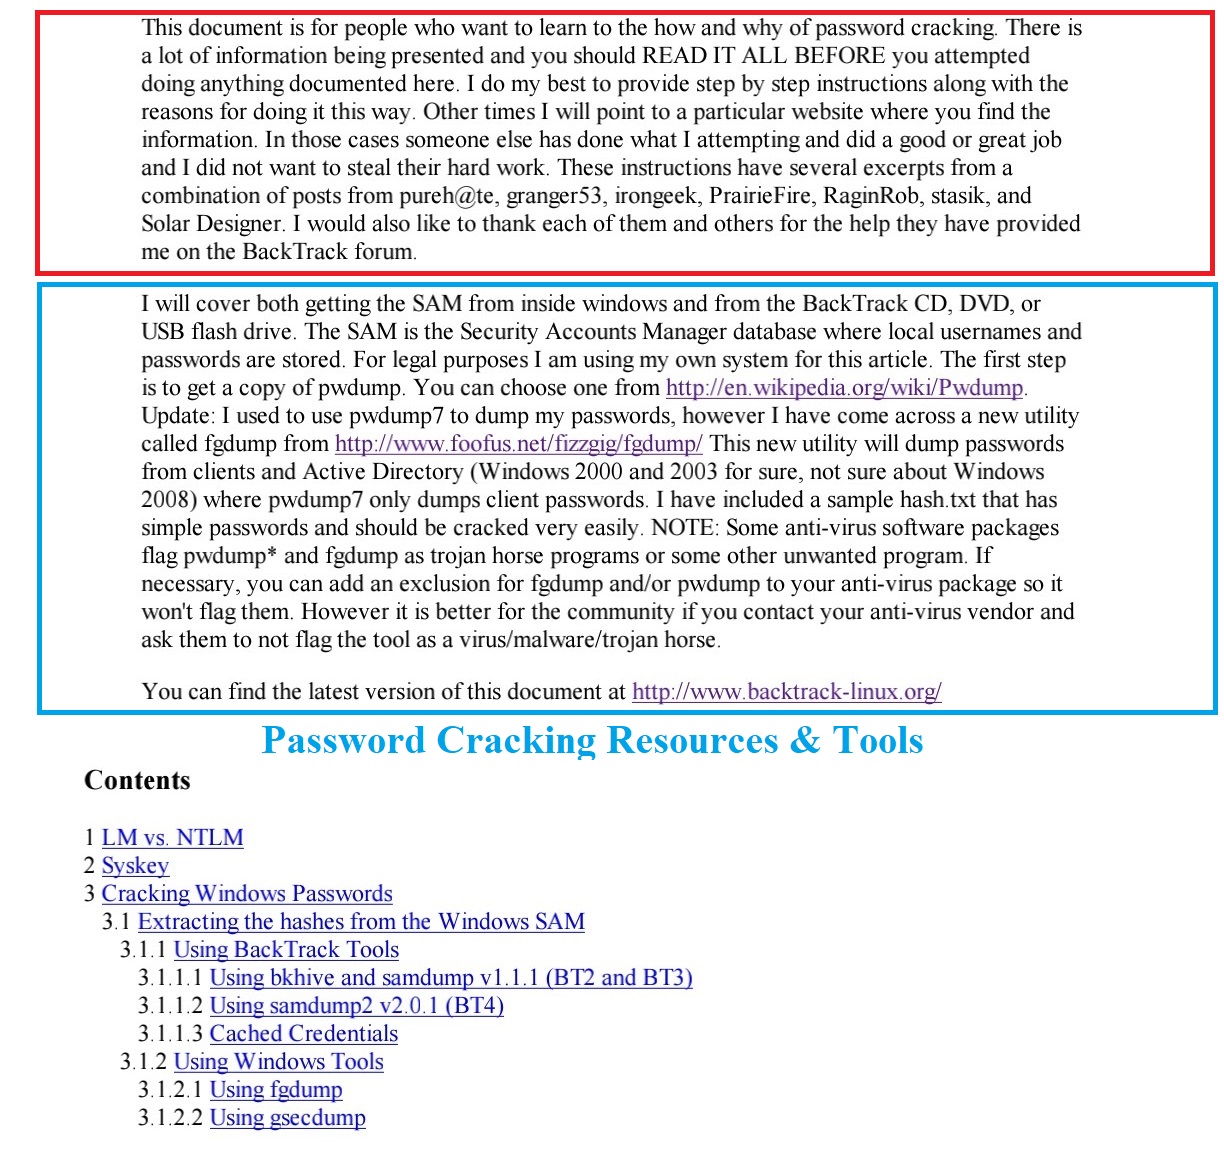 This document is for people who want to learn to the how and why of password cracking. There is
a lot of information being presented and you should READ IT ALL BEFORE you attempted
doing anything documented here. I do my best to provide step by step instructions along with the
reasons for doing it this way. Other times I will point to a particular website where you find the
information. In those cases someone else has done what I attempting and did a good or great job
and I did not want to steal their hard work. These instructions have several excerpts from a
combination of posts from pureh@te, granger53, irongeek, PrairieFire, RaginRob, stasik, and
Solar Designer. I would also like to thank each of them and others for the help they have provided
me on the BackTrack forum.
I will cover both getting the SAM from inside windows and from the BackTrack CD, DVD, or
USB flash drive. The SAM is the Security Accounts Manager database where local usernames and
passwords are stored. For legal purposes I am using my own system for this article. The first step
is to get a copy of pwdump. You can choose one from http://en.wikipedia.org/wiki/Pwdump.
Update: I used to use pwdump7 to dump my passwords, however I have come across a new utility
called fgdump from http://www.foofus.net/fizzgig/fgdump/ This new utility will dump passwords
from clients and Active Directory (Windows 2000 and 2003 for sure, not sure about Windows
2008) where pwdump7 only dumps client passwords. I have included a sample hash.txt that has
simple passwords and should be cracked very easily. NOTE: Some anti-virus software packages
flag pwdump* and fgdump as trojan horse programs or some other unwanted program. If
necessary, you can add an exclusion for fgdump and/or pwdump to your anti-virus package so it
won't flag them. However it is better for the community if you contact your anti-virus vendor and
ask them to not flag the tool as a virus/malware/trojan horse.
You can find the latest version of this document at http://www.backtrack-linux.org/
Password Cracking Resources & Tools
Contents
1 LM vs. NTLM
2 Syskey
3 Cracking Windows Passwords
3.1 Extracting the hashes from the Windows SAM
3.1.1 Using BackTrack Tools
3.1.1.1 Using bkhive and samdump v1.1.1 (BT2 and BT3)
3.1.1.2 Using samdump2 v2.0.1 (BT4)
3.1.1.3 Cached Credentials
3.1.2 Using Windows Tools
3.1.2.1 Using fgdump
3.1.2.2 Using gsecdump